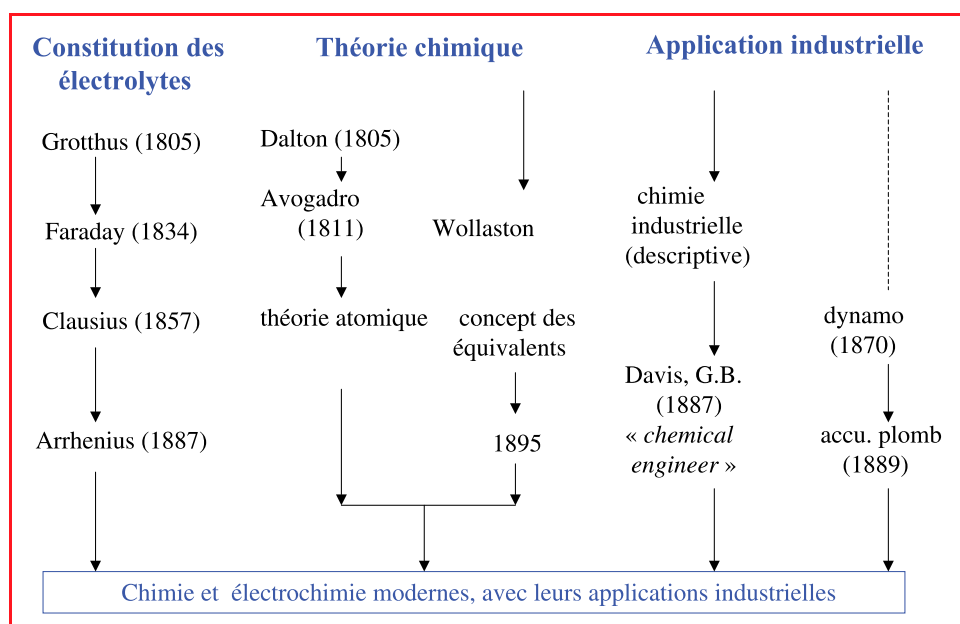 Constitution des
électrolytes
Grotthus (1805)
Faraday (1834)
Clausius (1857)
Arrhenius (1887)
Théorie chimique
Dalton (1805)
Avogadro
(1811)
théorie atomique
Wollaston
concept des
équivalents
1895
Application industrielle
chimie
industrielle
(descriptive)
Davis, G.B.
(1887)
« chemical
engineer »
dynamo
(1870)
accu. plomb
(1889)
Chimie et électrochimie modernes, avec leurs applications industrielles